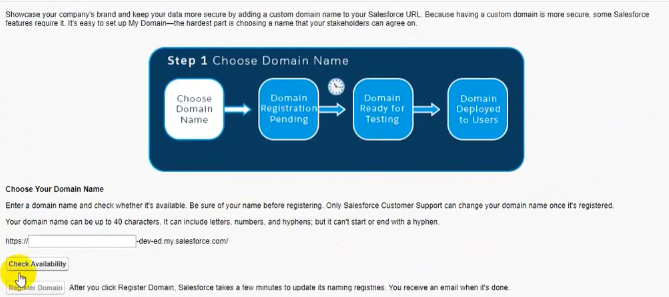 Showcase your company's brand and keep your data more secure by adding a custom domain name to your Salesforce URL. Because having a custom domain is more secure, some Salesforce
features require it. It's easy to set up My Domain—the hardest part is choosing a name that your stakeholders can agree on.
Step 1 Choose Domain Name
Choose
Domain
Name
Domain
Registration
Pending
Domain
Ready for
Testing
Domain
Deployed
to Users
Choose Your Domain Name
Enter a domain name and check whether it's available. Be sure of your name before registering. Only Salesforce Customer Support can change your domain name once it's registered.
Your domain name can be up to 40 characters. It can include letters, numbers, and hyphens; but it can't start or end with a hyphen.
https:// -dev-ed.my.salesforce.com/
Check Availability
Register Domain After you click Register Domain, Salesforce takes a few minutes to update its naming registries. You receive an email when it's done.